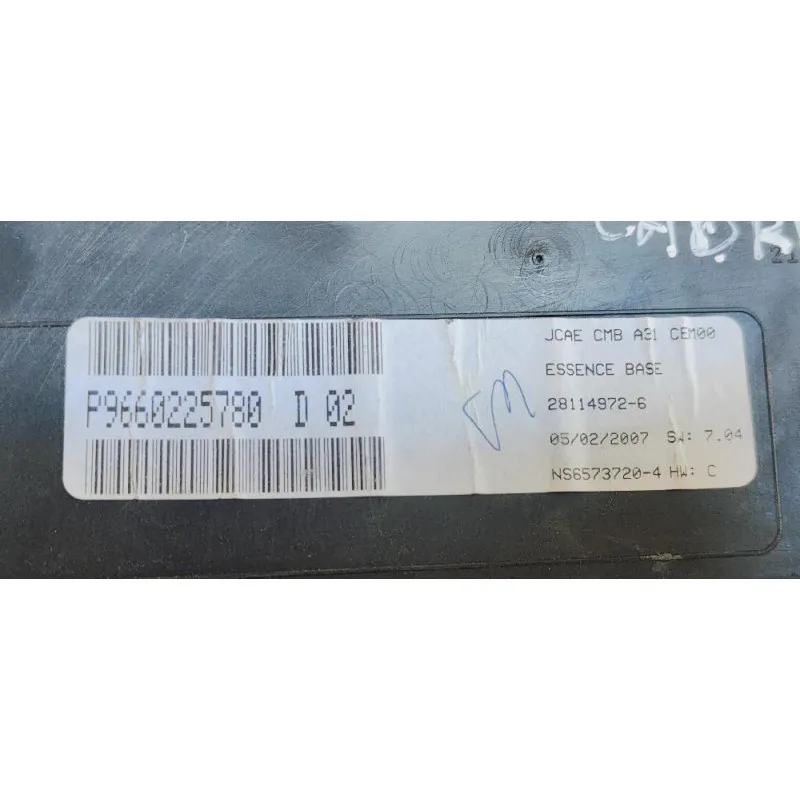 P9660225780 D 02
JCAE CMB A31 CEM00
ESSENCE BASE
28114972-6
05/02/2007 SW: 7.04
NS6573720-4 HW: C